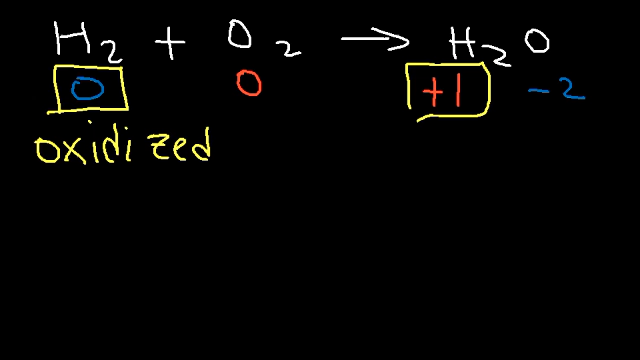 H₂ + O₂ → H₂O
0 0 +1 -2
oxidized